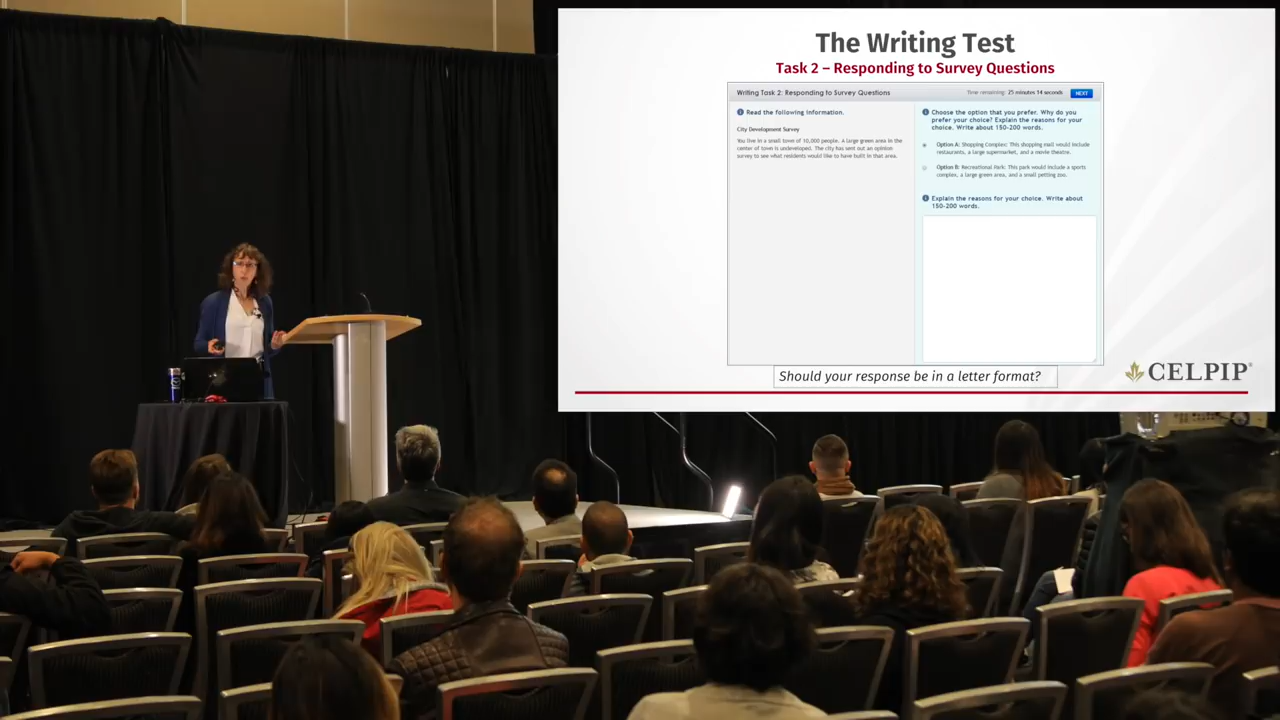 The Writing Test
Task 2 – Responding to Survey Questions
Writing Task 2: Responding to Survey Questions
Time remaining: 25 minutes 14 seconds
NEXT
Read the following information.
City Development Survey
You live in a small town of 10,000 people. A large green area in the
center of town is undeveloped. The city has sent out an opinion
survey to see what residents would like to have built in that area.
Choose the option that you prefer. Why do you
prefer your choice? Explain the reasons for your
choice. Write about 150-200 words.
Option A: Shopping Complex: This shopping mall would include
restaurants, a large supermarket, and a movie theatre.
Option B: Recreational Park: This park would include a sports
complex, a large green area, and a small petting zoo.
Explain the reasons for your choice. Write about
150-200 words.
Should your response be in a letter format?
CELPIP®